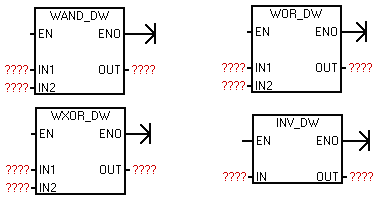 WAND_DW
EN ENO
???? IN1 OUT ????
???? IN2
WOR_DW
EN ENO
???? IN1 OUT ????
???? IN2
WXOR_DW
EN ENO
???? IN1 OUT ????
???? IN2
INV_DW
EN ENO
???? IN OUT ????